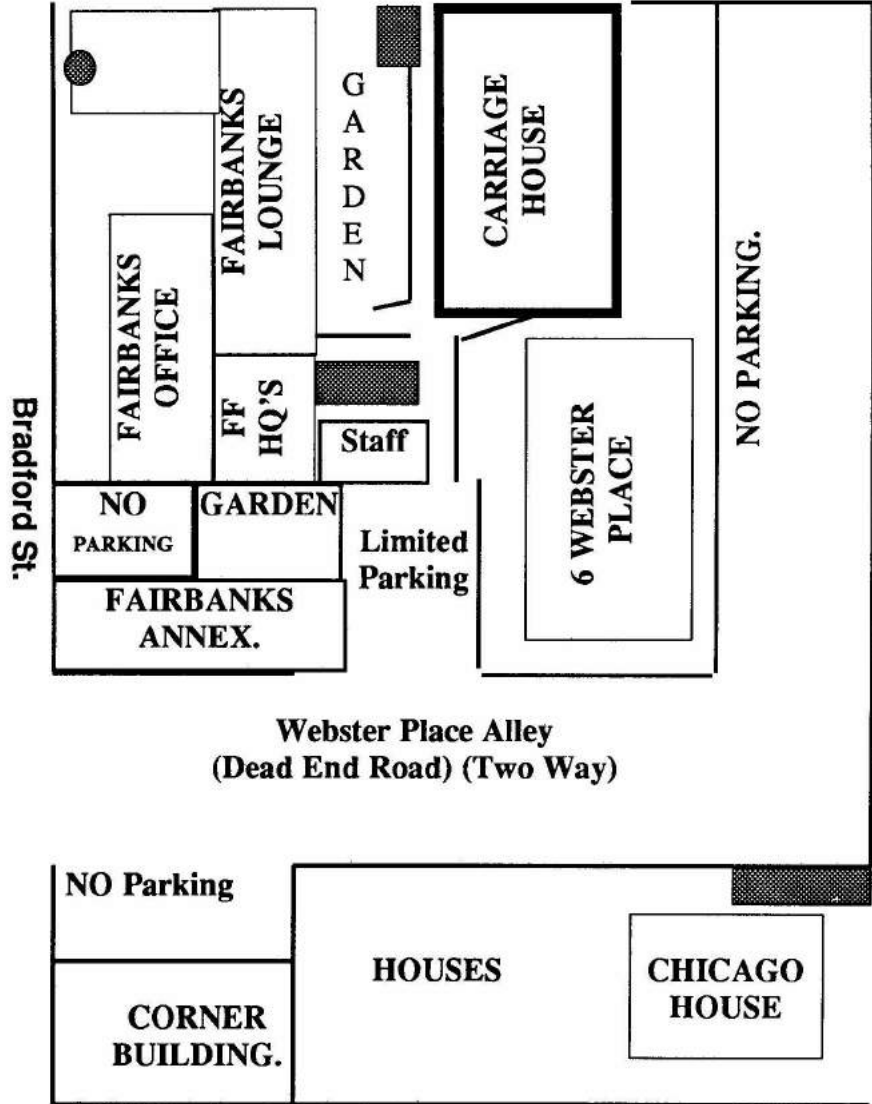 GARDEN
FAIRBANKS
LOUNGE
CARRIAGE
HOUSE
FAIRBANKS
OFFICE
FF
HQ'S
Staff
NO PARKING.
6 WEBSTER
PLACE
Bradford St.
NO
PARKING
GARDEN
Limited
Parking
FAIRBANKS
ANNEX.
Webster Place Alley
(Dead End Road) (Two Way)
NO Parking
HOUSES
CHICAGO
HOUSE
CORNER
BUILDING.